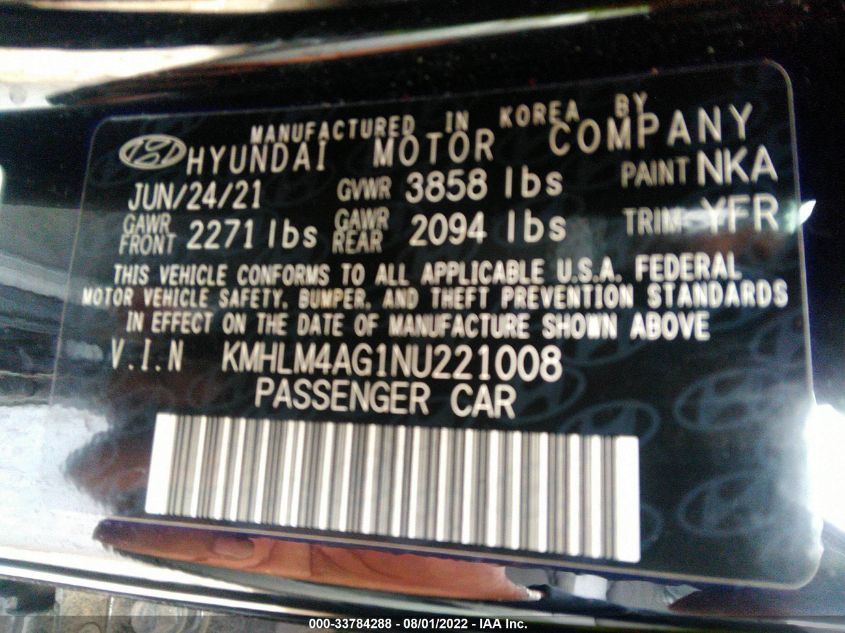 MANUFACTURED IN KOREA BY
HYUNDAI MOTOR COMPANY
JUN/24/21 GVWR 3858 lbs PAINT NKA
GAWR FRONT 2271 lbs GAWR REAR 2094 lbs TRIM YFR
THIS VEHICLE CONFORMS TO ALL APPLICABLE U.S.A. FEDERAL
MOTOR VEHICLE SAFETY, BUMPER, AND THEFT PREVENTION STANDARDS
IN EFFECT ON THE DATE OF MANUFACTURE SHOWN ABOVE
V.I.N KMHLM4AG1NU221008
PASSENGER CAR
000-33784288 - 08/01/2022 - IAA Inc.